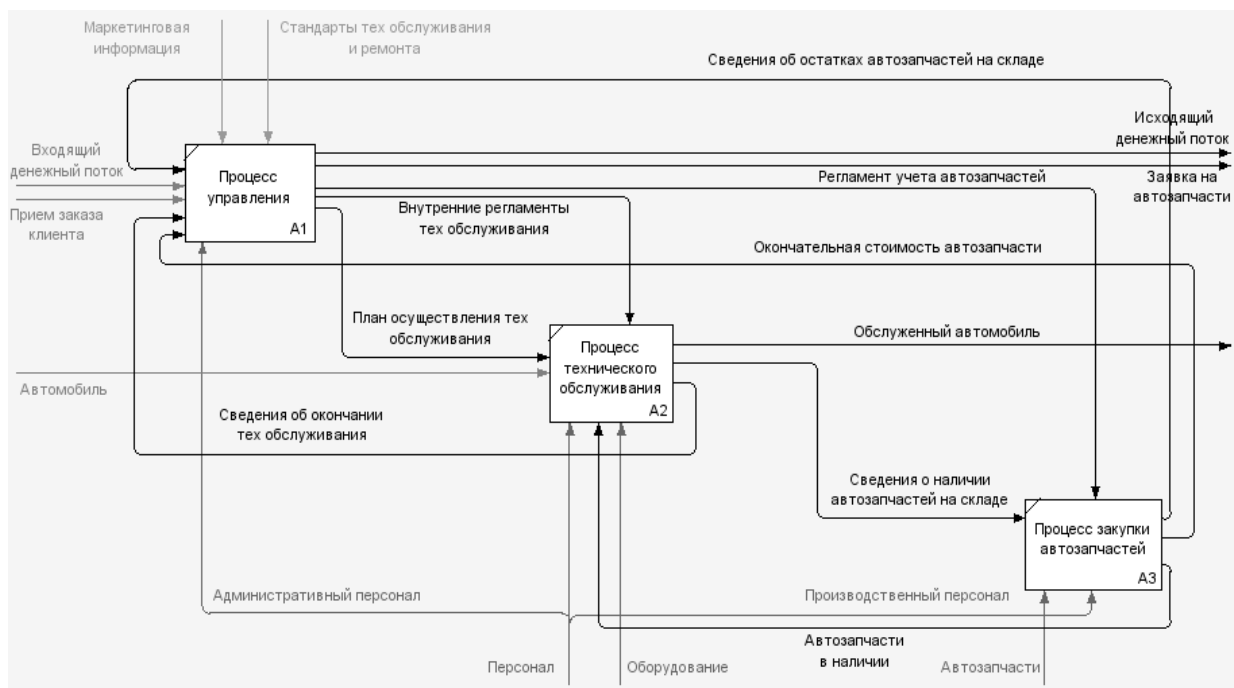 Маркетинговая
информация
Стандарты тех обслуживания
и ремонта
Сведения об остатках автозапчастей на складе
Исходящий
денежный поток
Входящий
денежный поток
Процесс
управления
A1
Регламент учета автозапчастей
Заявка на
автозапчасти
Прием заказа
клиента
Внутренние регламенты
тех обслуживания
Окончательная стоимость автозапчасти
План осуществления тех
обслуживания
Обслуженный автомобиль
Процесс
технического
обслуживания
A2
Автомобиль
Сведения об окончании
тех обслуживания
Сведения о наличии
автозапчастей на складе
Процесс закупки
автозапчастей
A3
Административный персонал
Производственный персонал
Автозапчасти
в наличии
Персонал
Оборудование
Автозапчасти